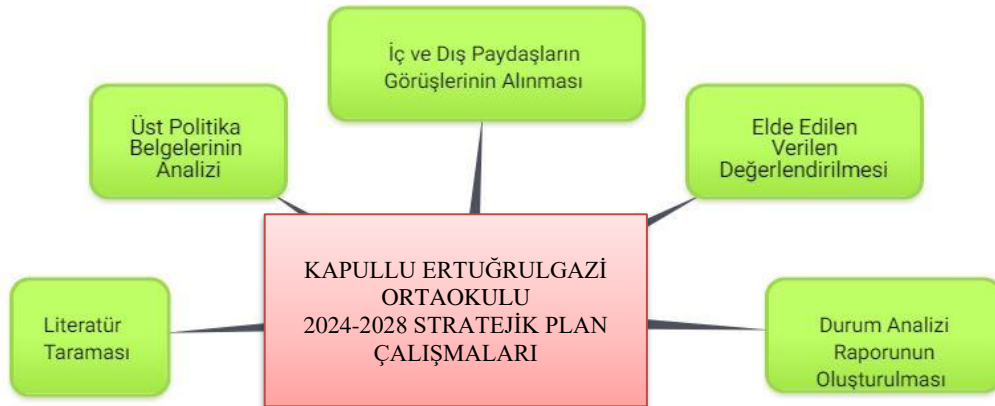 İç ve Dış Paydaşların
Görüşlerinin Alınması
Üst Politika
Belgelerinin
Analizi
Elde Edilen
Verilen
Değerlendirilmesi
KAPULLU ERTUĞRULGAZİ
ORTAOKULU
2024-2028 STRATEJİK PLAN
ÇALIŞMALARI
Literatür
Taraması
Durum Analizi
Raporunun
Oluşturulması